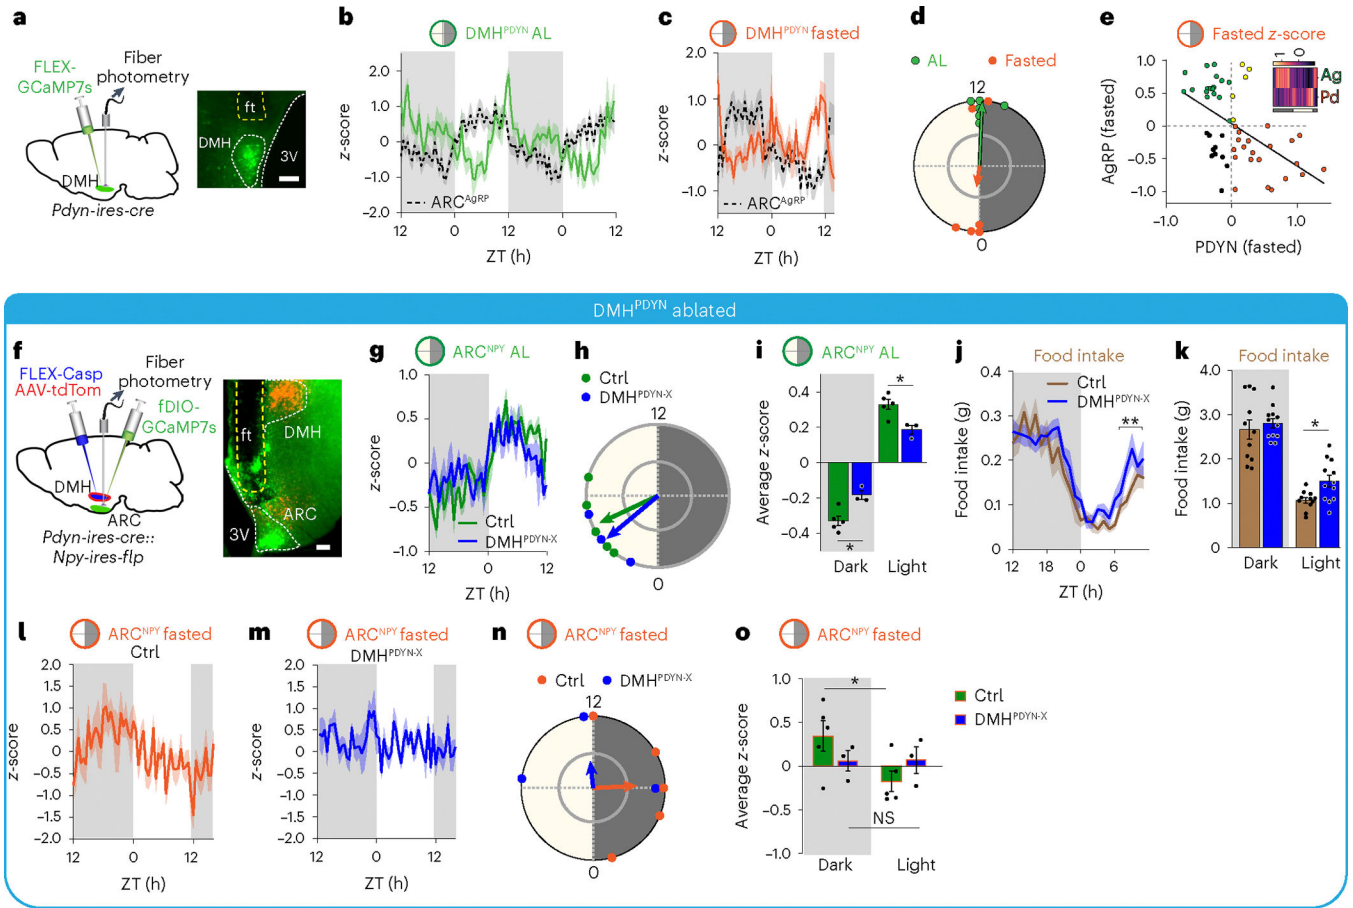 a
FLEX-
GCaMP7s
Fiber
photometry
DMH
Pdyn-ires-cre
ft
DMH
3V
b
DMH^PDYN AL
z-score
2.0
1.0
0
−1.0
−2.0
ARC^AgRP
12 0 12 0 12
ZT (h)
c
DMH^PDYN fasted
z-score
2.0
1.0
0
−1.0
ARC^AgRP
12 0 12
ZT (h)
d
AL Fasted
12
0
e
Fasted z-score
1 0
Ag
Pd
AgRP (fasted)
1.0
0.5
0
−0.5
−1.0
−1.0 0 1.0
PDYN (fasted)
DMH^PDYN ablated
f
FLEX-Casp
AAV-tdTom
Fiber
photometry
fDIO-
GCaMP7s
DMH
ARC
Pdyn-ires-cre::
Npy-ires-flp
ft
DMH
ARC
3V
g
ARC^NPY AL
z-score
1.0
0.5
0
−0.5
−1.0
Ctrl
DMH^PDYN-X
12 0 12
ZT (h)
h
Ctrl
DMH^PDYN-X
12
0
i
ARC^NPY AL
Average z-score
0.4
0.2
0
−0.2
−0.4
*
*
Dark Light
j
Food intake
Ctrl
DMH^PDYN-X
**
Food intake (g)
0.4
0.3
0.2
0.1
0
12 18 0 6
ZT (h)
k
Food intake
Food intake (g)
4.0
3.0
2.0
1.0
0
*
Dark Light
l
ARC^NPY fasted
Ctrl
z-score
2.0
1.5
1.0
0.5
0
−0.5
−1.0
−1.5
−2.0
12 0 12
ZT (h)
m
ARC^NPY fasted
DMH^PDYN-X
z-score
2.0
1.5
1.0
0.5
0
−0.5
−1.0
−1.5
−2.0
12 0 12
ZT (h)
n
ARC^NPY fasted
Ctrl DMH^PDYN-X
12
0
o
ARC^NPY fasted
Average z-score
1.0
0.5
0
−0.5
−1.0
*
NS
Dark Light
Ctrl
DMH^PDYN-X